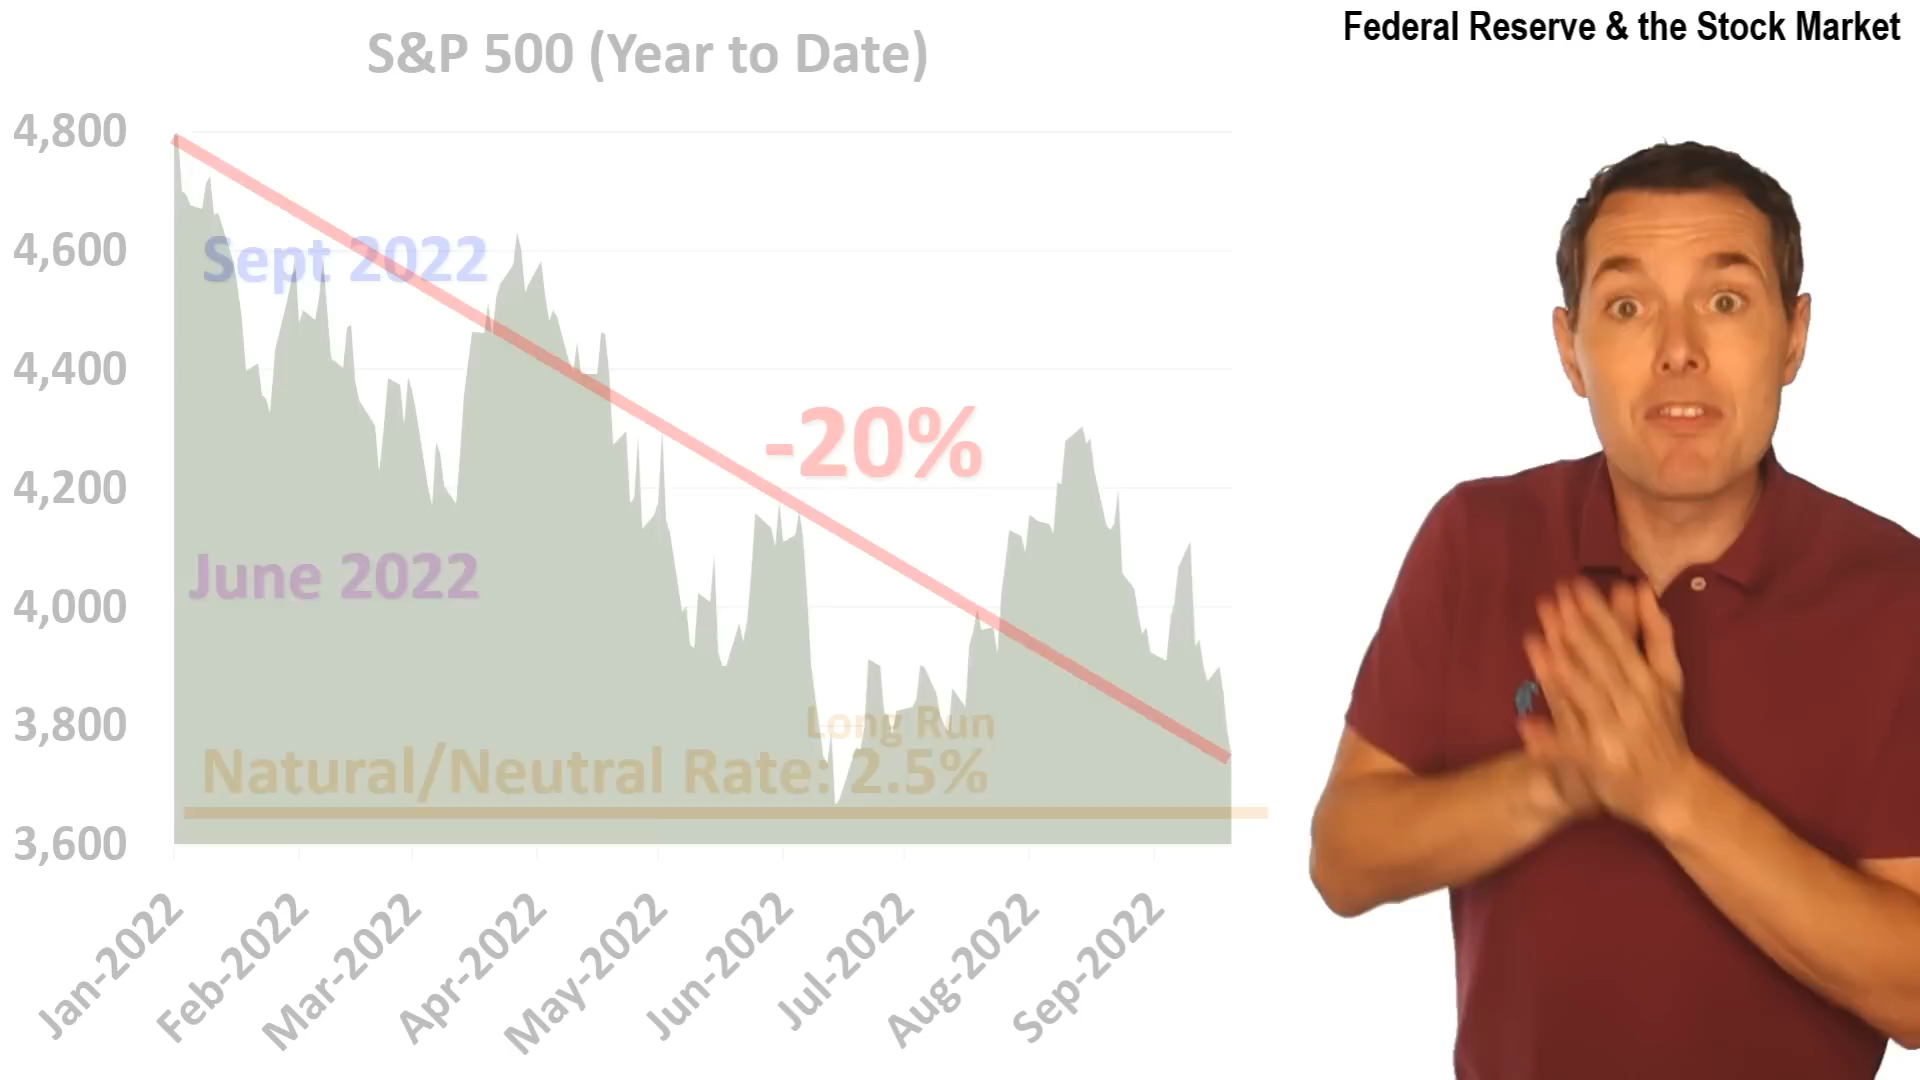 Federal Reserve & the Stock Market
S&P 500 (Year to Date)
4,800
4,600
4,400
4,200
4,000
3,800
3,600
Sept 2022
-20%
June 2022
Long Run
Natural/Neutral Rate: 2.5%
Jan-2022
Feb-2022
Mar-2022
Apr-2022
May-2022
Jun-2022
Jul-2022
Aug-2022
Sep-2022